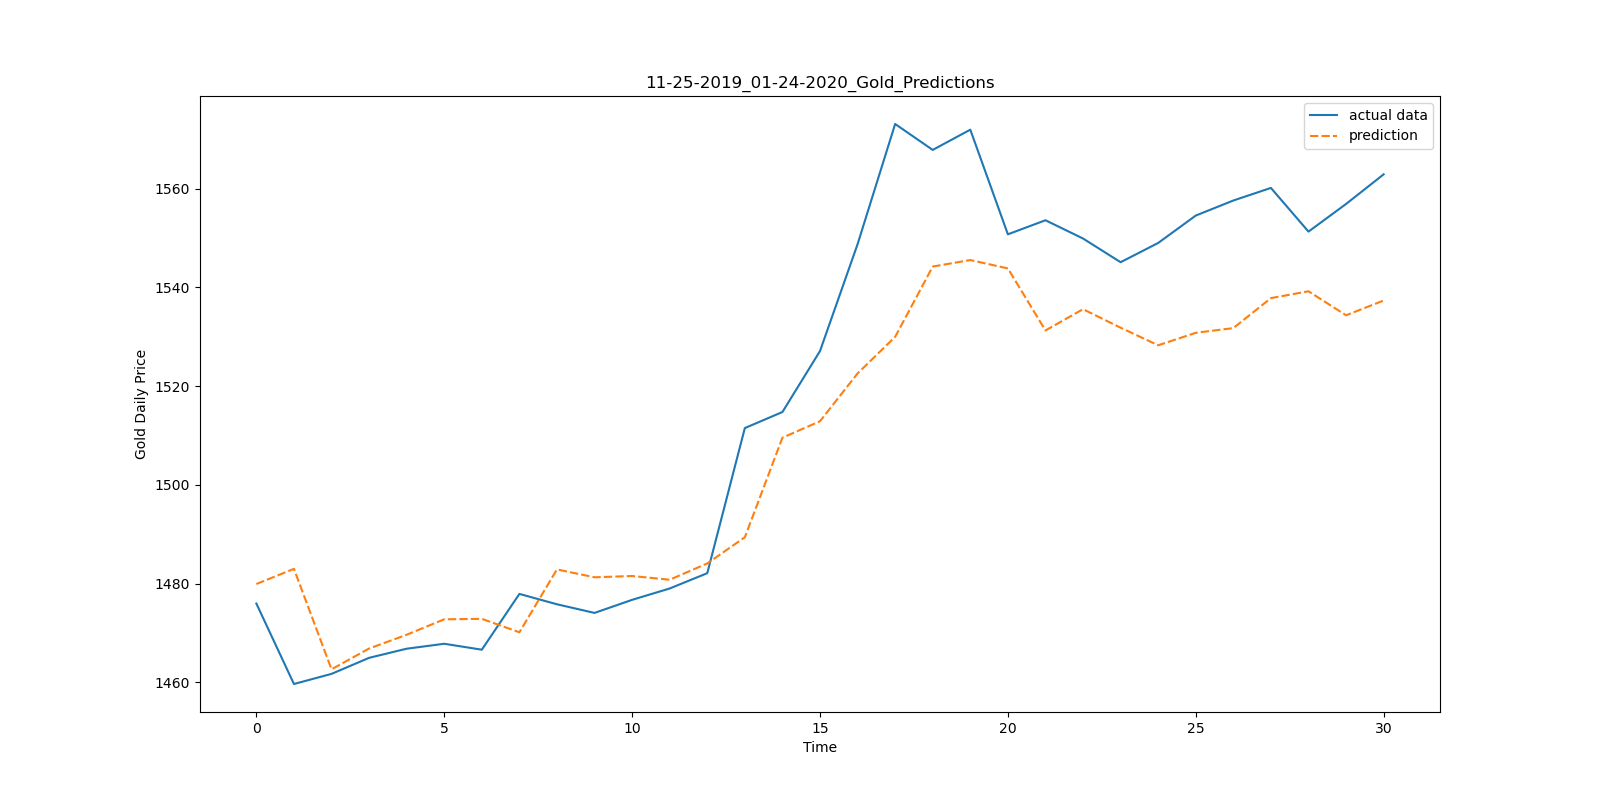 11-25-2019_01-24-2020_Gold_Predictions
actual data
prediction
Gold Daily Price
1560
1540
1520
1500
1480
1460
0 5 10 15 20 25 30
Time